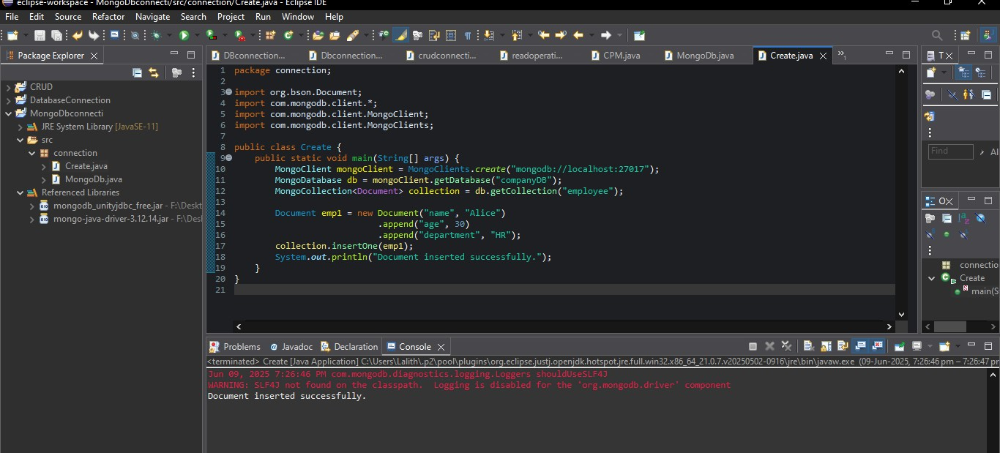 eclipse-workspace - MongoDbconnecti/src/connection/Create.java - Eclipse IDE
File Edit Source Refactor Navigate Search Project Run Window Help
Package Explorer
DBconnection... Dbconnection... crudconnecti... readoperati... CPM.java MongoDb.java Create.java »1
T
CRUD
DatabaseConnection
MongoDbconnecti
JRE System Library [JavaSE-11]
src
connection
Create.java
MongoDb.java
Referenced Libraries
mongodb_unityjdbc_free.jar - F:\Deskt
mongo-java-driver-3.12.14.jar - F:\Des
1 package connection;
2
3 import org.bson.Document;
4 import com.mongodb.client.*;
5 import com.mongodb.client.MongoClient;
6 import com.mongodb.client.MongoClients;
7
8 public class Create {
9 public static void main(String[] args) {
10 MongoClient mongoClient = MongoClients.create("mongodb://localhost:27017");
11 MongoDatabase db = mongoClient.getDatabase("companyDB");
12 MongoCollection<Document> collection = db.getCollection("employee");
13
14 Document emp1 = new Document("name", "Alice")
15 .append("age", 30)
16 .append("department", "HR");
17 collection.insertOne(emp1);
18 System.out.println("Document inserted successfully.");
19 }
20 }
21
Find Al
O
connectio
Create
main(S
Problems Javadoc Declaration Console
<terminated> Create [Java Application] C:\Users\Lalith\.p2\pool\plugins\org.eclipse.justj.openjdk.hotspot.jre.full.win32.x86_64_21.0.7.v20250502-0916\jre\bin\javaw.exe (09-Jun-2025, 7:26:46 pm – 7:26:47 pr
Jun 09, 2025 7:26:46 PM com.mongodb.diagnostics.logging.Loggers shouldUseSLF4J
WARNING: SLF4J not found on the classpath.  Logging is disabled for the 'org.mongodb.driver' component
Document inserted successfully.